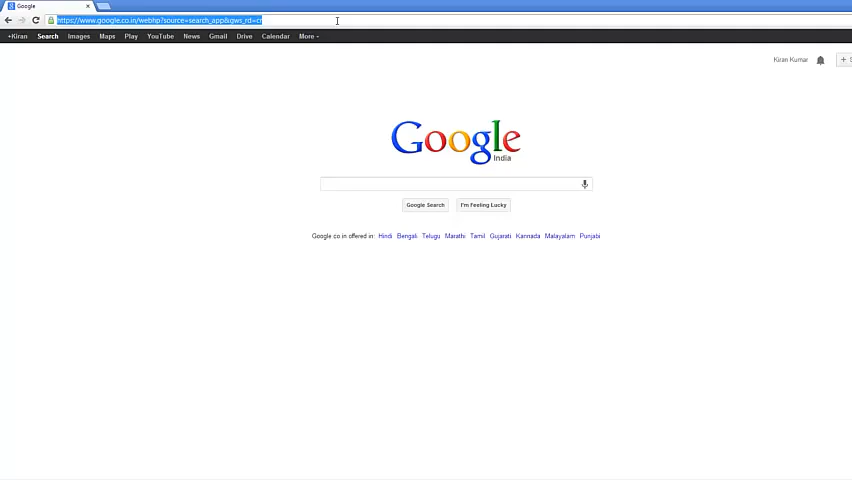 Google
https://www.google.co.in/webhp?source=search_app&gws_rd=cr
+Kiran Search Images Maps Play YouTube News Gmail Drive Calendar More
Kiran Kumar
Google
India
Google Search I'm Feeling Lucky
Google co in offered in: Hindi Bengali Telugu Marathi Tamil Gujarati Kannada Malayalam Punjabi